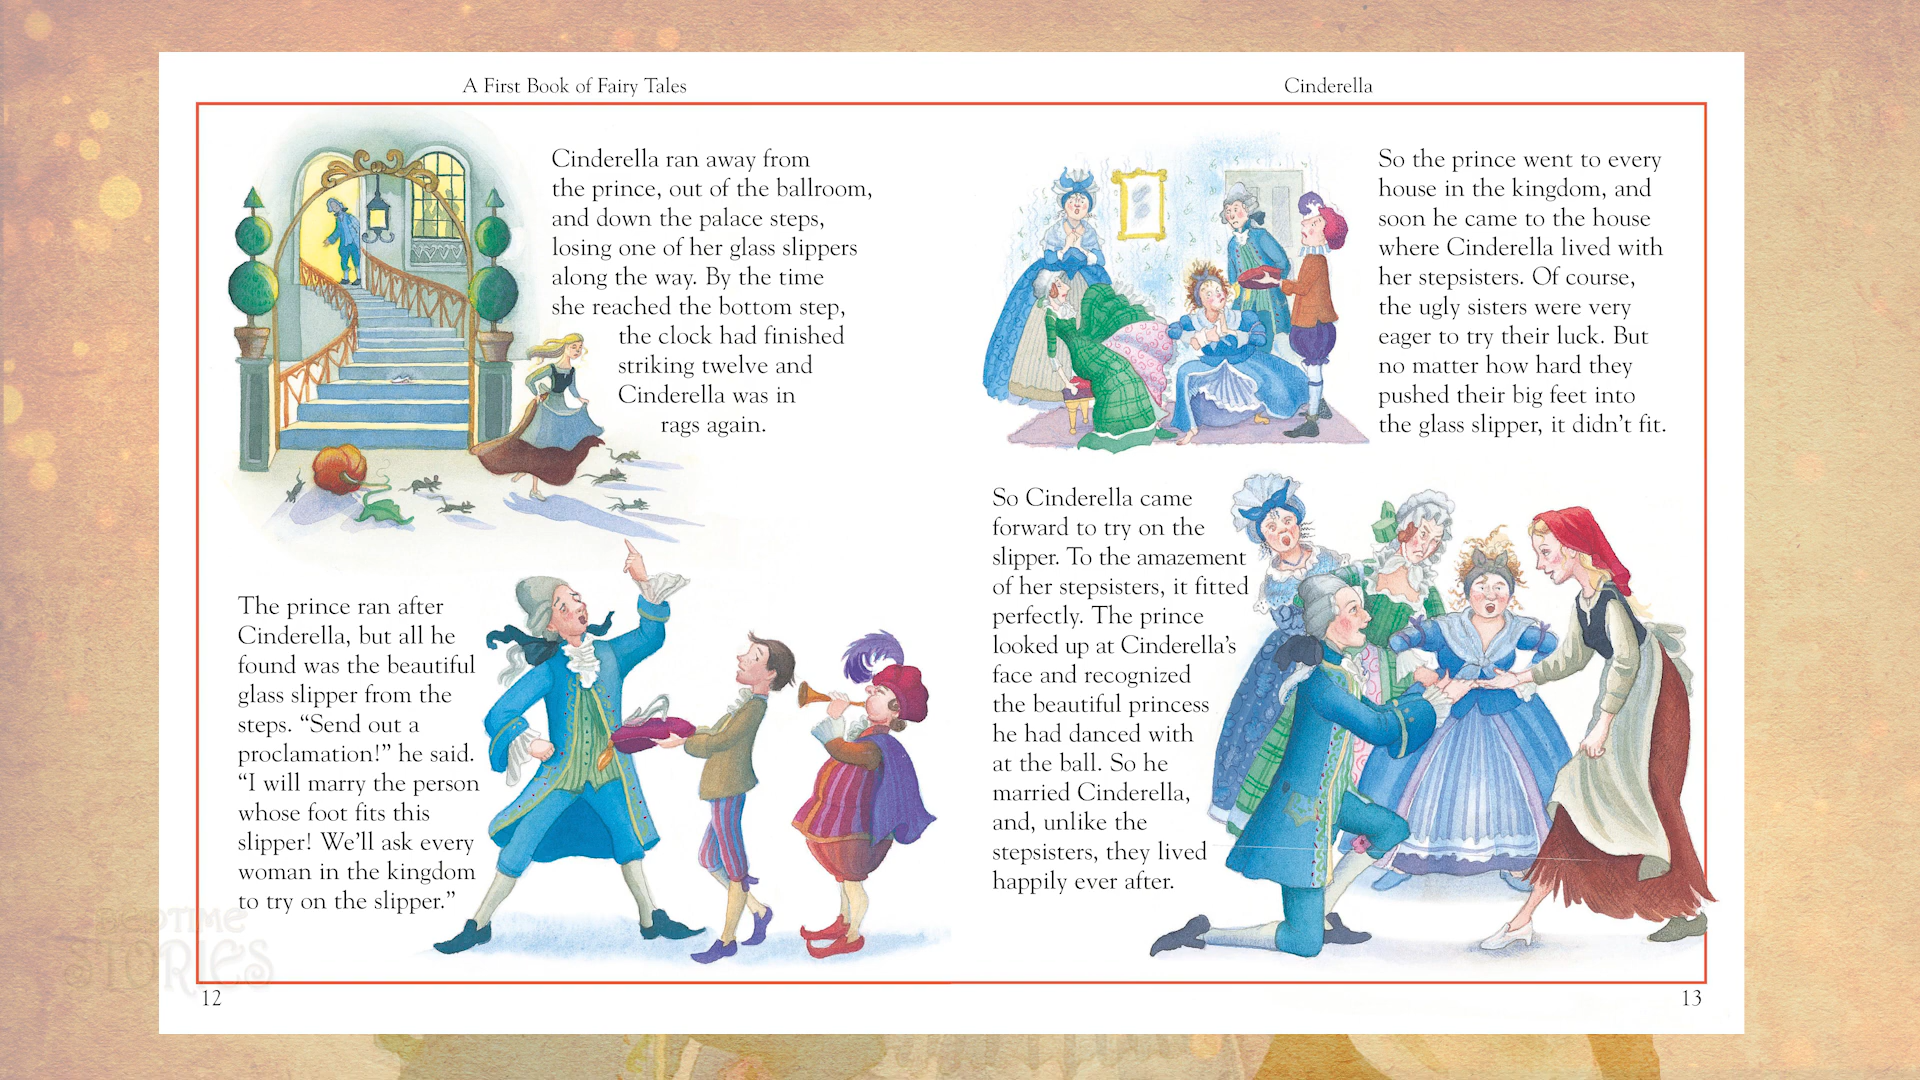 A First Book of Fairy Tales
Cinderella ran away from
the prince, out of the ballroom,
and down the palace steps,
losing one of her glass slippers
along the way. By the time
she reached the bottom step,
the clock had finished
striking twelve and
Cinderella was in
rags again.
The prince ran after
Cinderella, but all he
found was the beautiful
glass slipper from the
steps. “Send out a
proclamation!” he said.
“I will marry the person
whose foot fits this
slipper! We’ll ask every
woman in the kingdom
to try on the slipper.”
BEDTIME
STORIES
12
Cinderella
So the prince went to every
house in the kingdom, and
soon he came to the house
where Cinderella lived with
her stepsisters. Of course,
the ugly sisters were very
eager to try their luck. But
no matter how hard they
pushed their big feet into
the glass slipper, it didn’t fit.
So Cinderella came
forward to try on the
slipper. To the amazement
of her stepsisters, it fitted
perfectly. The prince
looked up at Cinderella’s
face and recognized
the beautiful princess
he had danced with
at the ball. So he
married Cinderella,
and, unlike the
stepsisters, they lived
happily ever after.
13